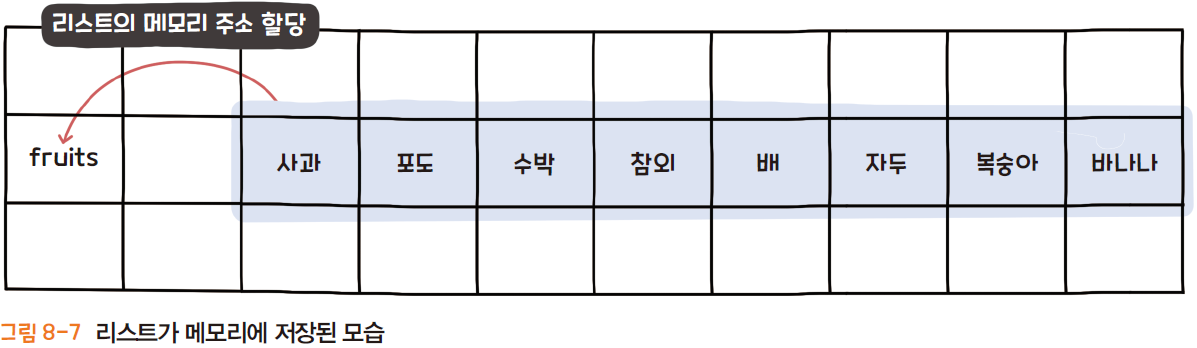 리스트의 메모리 주소 할당
fruits 사과 포도 수박 참외 배 자두 복숭아 바나나
그림 8-7 리스트가 메모리에 저장된 모습